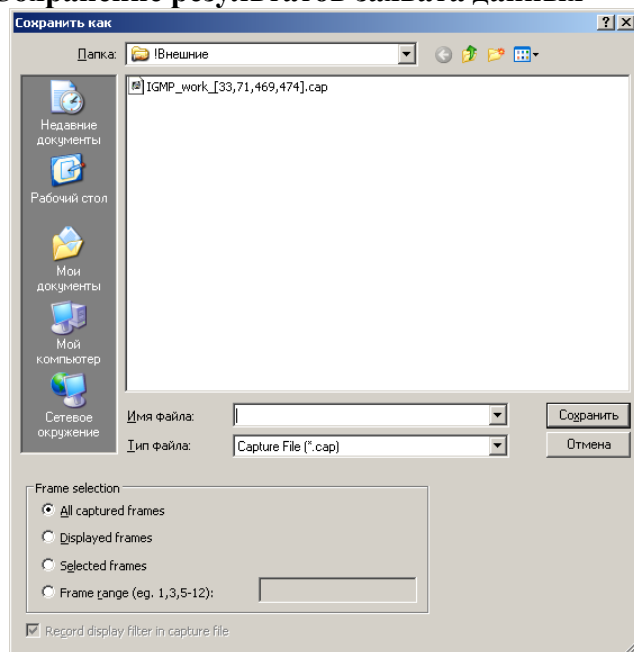 Сохранение результатов захвата данных
Сохранить как
Папка:
!Внешние
IGMP_work_[33,71,469,474].cap
Недавние
документы
Рабочий стол
Мои
документы
Мой
компьютер
Сетевое
окружение
Имя файла:
Сохранить
Тип файла:
Capture File (*.cap)
Отмена
Frame selection
All captured frames
Displayed frames
Selected frames
Frame range (eg. 1,3,5-12):
Record display filter in capture file